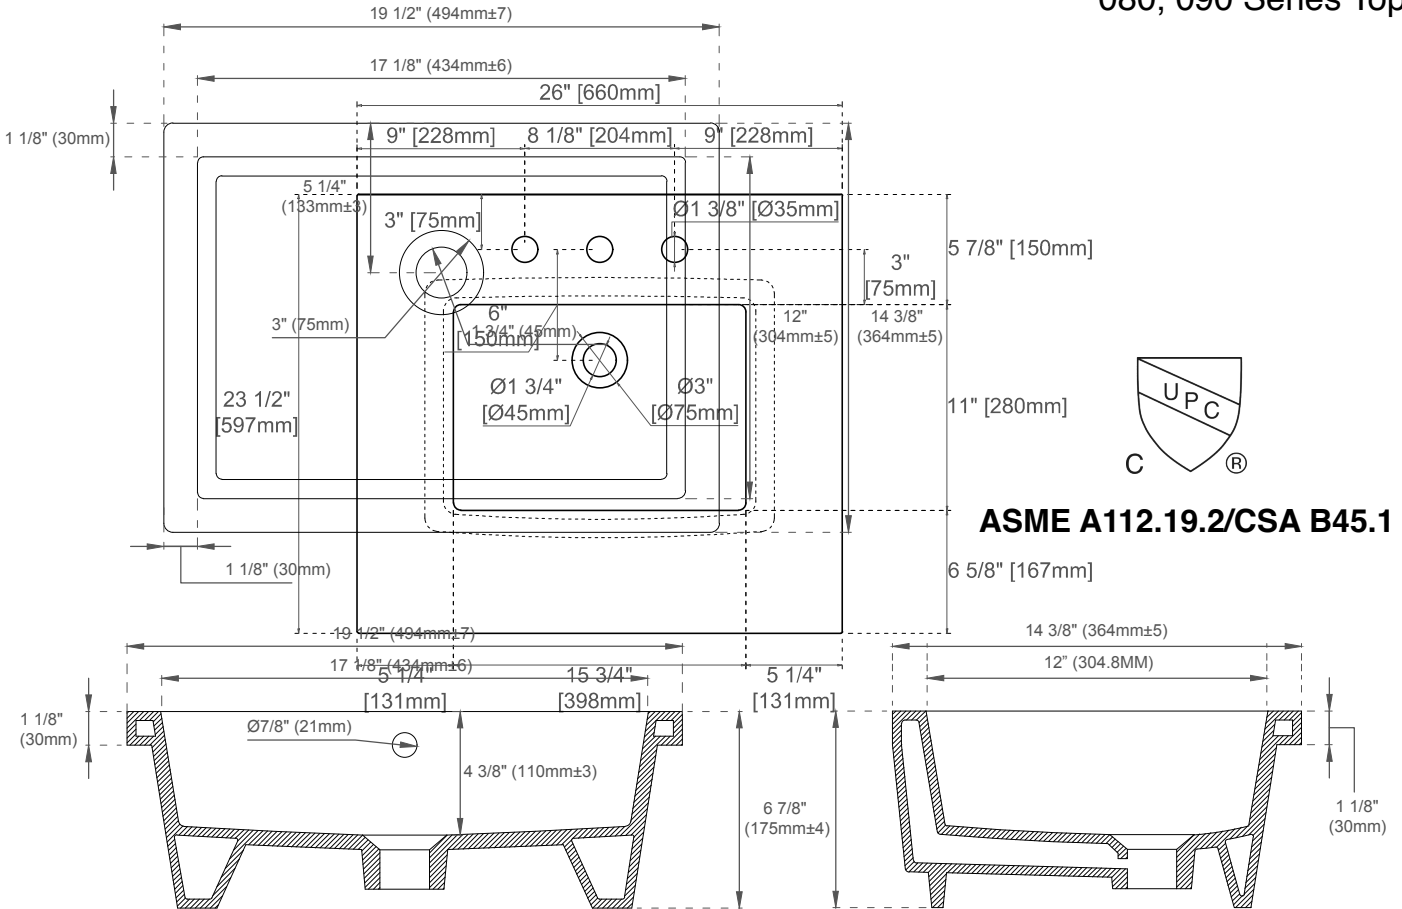 080, 090 Series Top
19 1/2" (494mm±7)
17 1/8" (434mm±6)
26" [660mm]
1 1/8" (30mm)
9" [228mm]
8 1/8" [204mm]
9" [228mm]
5 1/4"
(133mm±3)
3" [75mm]
Ø1 3/8" [Ø35mm]
5 7/8" [150mm]
3"
[75mm]
3" (75mm)
6"
[150mm]
1 3/4" (45mm)
12"
(304mm±5)
14 3/8"
(364mm±5)
Ø1 3/4"
[Ø45mm]
Ø3"
[Ø75mm]
23 1/2"
[597mm]
11" [280mm]
UPC
C
®
ASME A112.19.2/CSA B45.1
1 1/8" (30mm)
6 5/8" [167mm]
19 1/2" (494mm±7)
17 1/8" (434mm±6)
5 1/4"
[131mm]
15 3/4"
[398mm]
5 1/4"
[131mm]
14 3/8" (364mm±5)
12” (304.8MM)
1 1/8"
(30mm)
Ø7/8" (21mm)
4 3/8" (110mm±3)
6 7/8"
(175mm±4)
1 1/8"
(30mm)